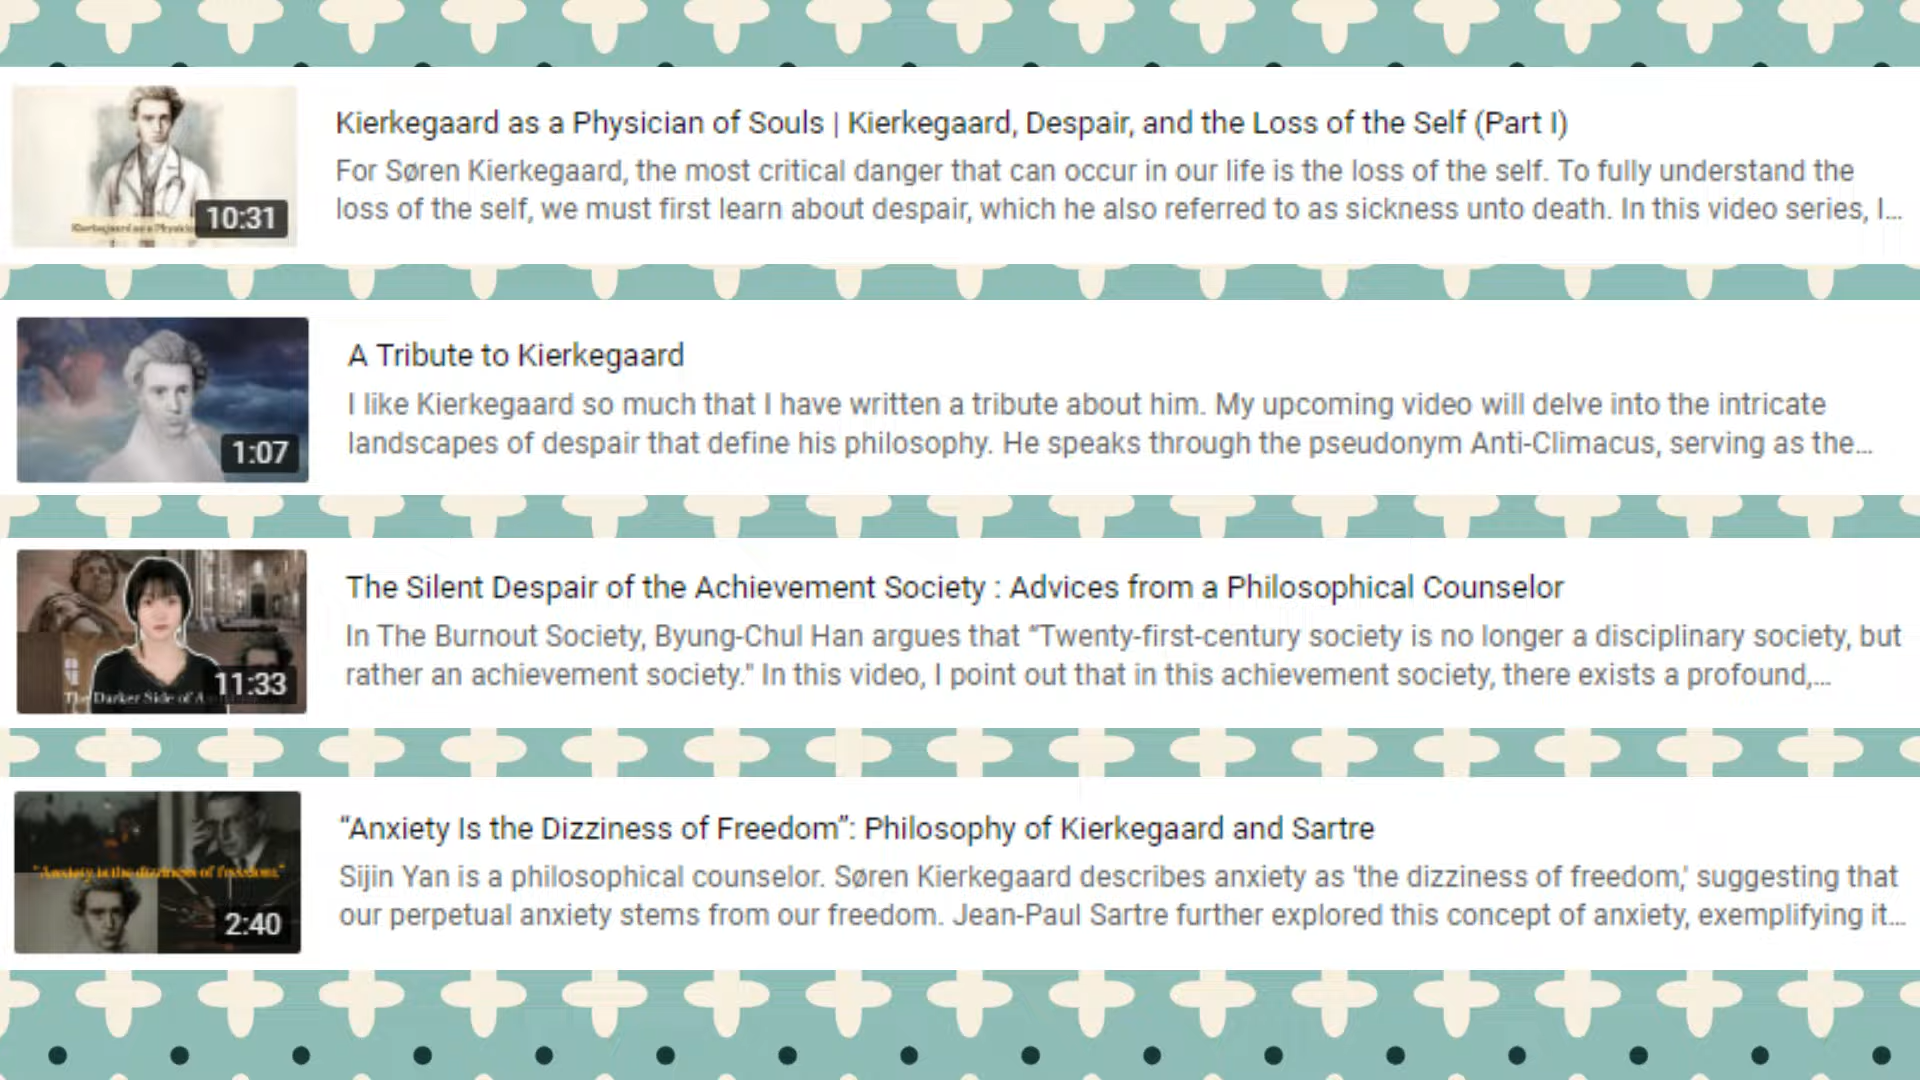 Kierkegaard as a Physician of Souls | Kierkegaard, Despair, and the Loss of the Self (Part I)
For Søren Kierkegaard, the most critical danger that can occur in our life is the loss of the self. To fully understand the
loss of the self, we must first learn about despair, which he also referred to as sickness unto death. In this video series, I...
Kierkegaard as a Physician
10:31
A Tribute to Kierkegaard
I like Kierkegaard so much that I have written a tribute about him. My upcoming video will delve into the intricate
landscapes of despair that define his philosophy. He speaks through the pseudonym Anti-Climacus, serving as the...
1:07
The Silent Despair of the Achievement Society : Advices from a Philosophical Counselor
In The Burnout Society, Byung-Chul Han argues that “Twenty-first-century society is no longer a disciplinary society, but
rather an achievement society." In this video, I point out that in this achievement society, there exists a profound,...
The Darker Side of A
11:33
“Anxiety Is the Dizziness of Freedom”: Philosophy of Kierkegaard and Sartre
Sijin Yan is a philosophical counselor. Søren Kierkegaard describes anxiety as 'the dizziness of freedom,' suggesting that
our perpetual anxiety stems from our freedom. Jean-Paul Sartre further explored this concept of anxiety, exemplifying it...
"Anxiety is the dizziness of freedom."
2:40